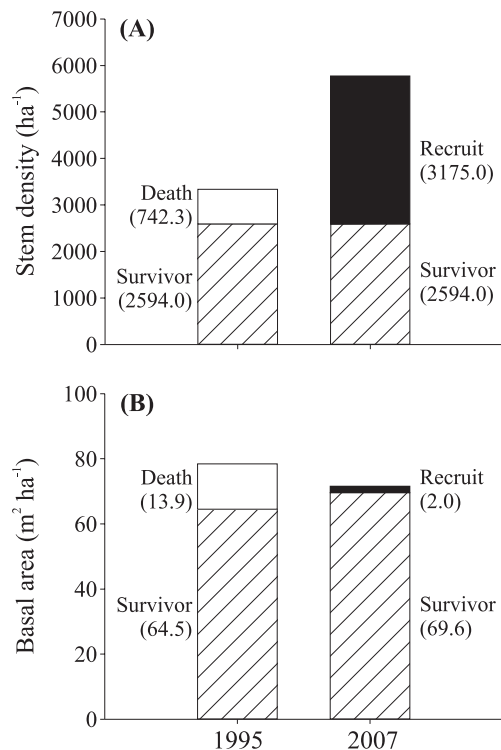 (A)
Stem density (ha⁻¹)
7000
6000
5000
4000
3000
2000
1000
0
Death
(742.3)
Survivor
(2594.0)
Recruit
(3175.0)
Survivor
(2594.0)
(B)
Basal area (m² ha⁻¹)
100
80
60
40
20
0
Death
(13.9)
Survivor
(64.5)
Recruit
(2.0)
Survivor
(69.6)
1995
2007